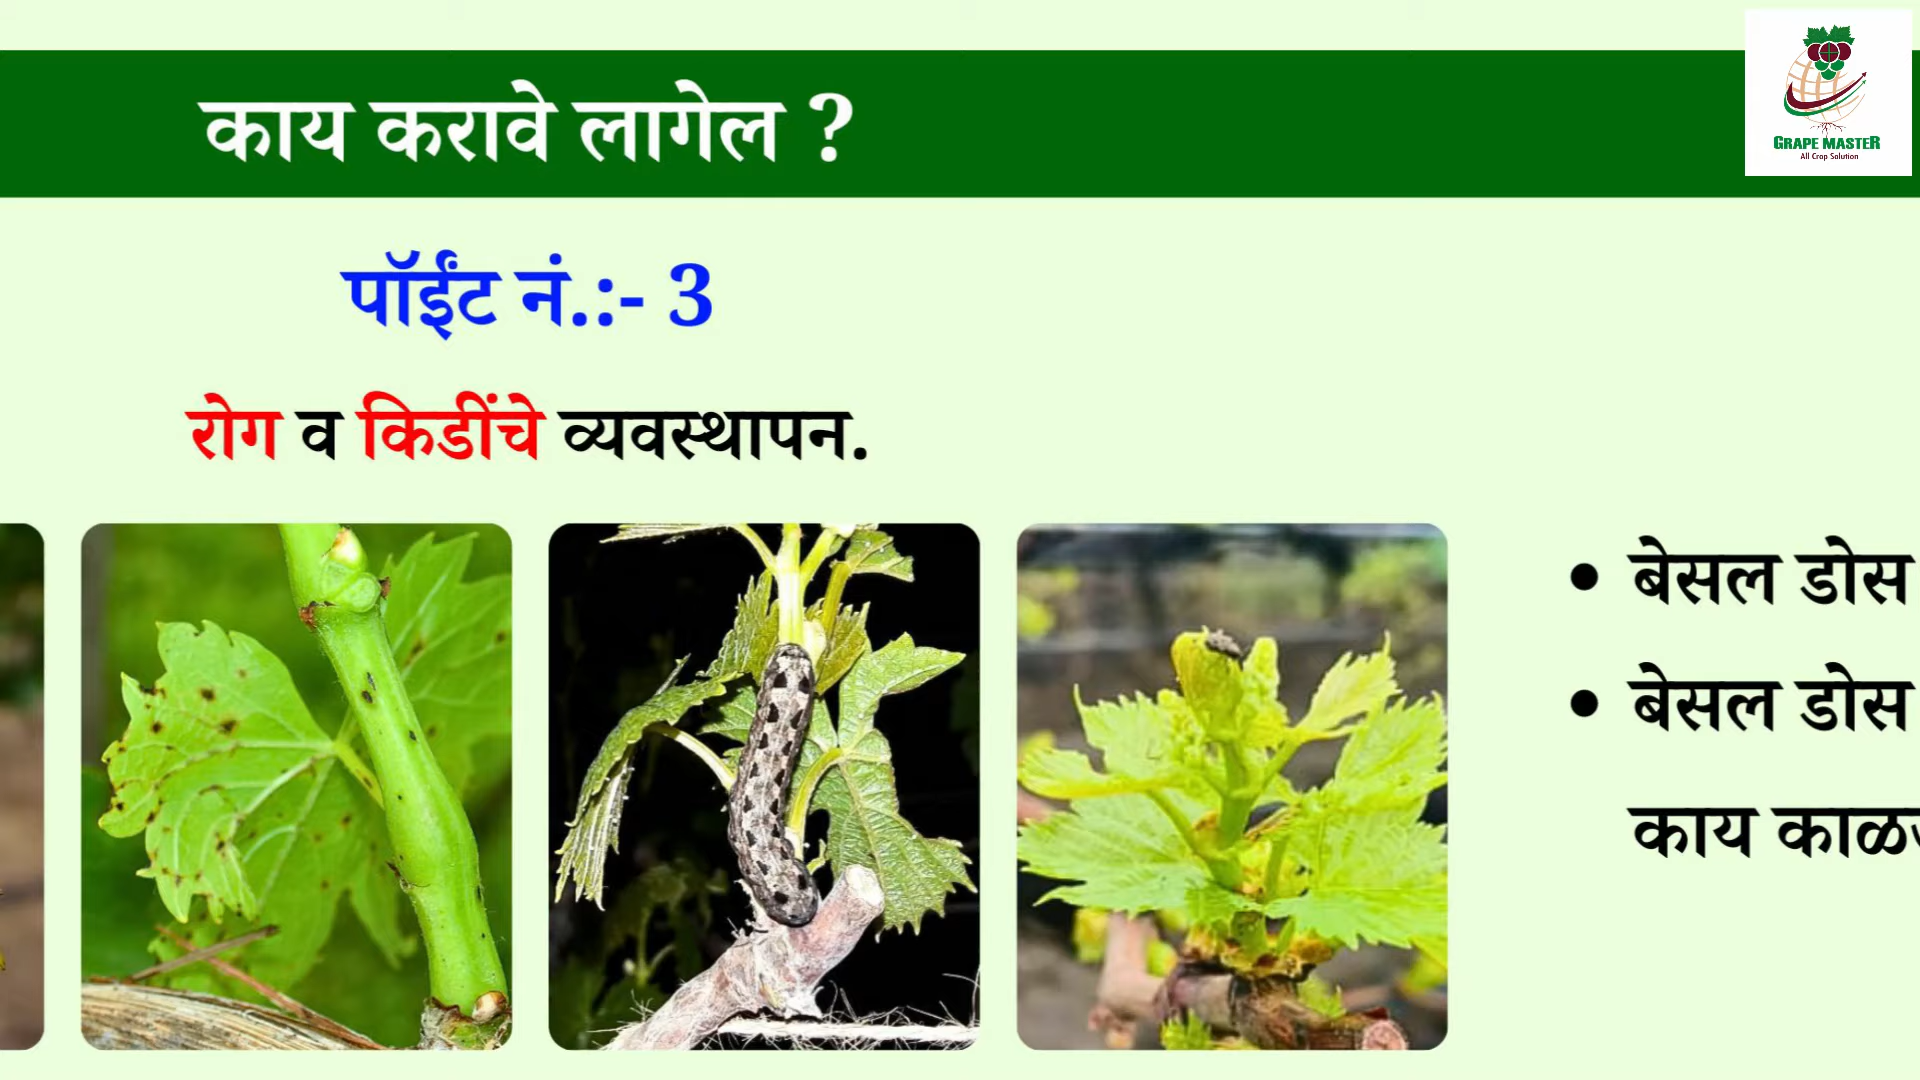 काय करावे लागेल ?
GRAPE MASTER
All Crop Solution
पॉईंट नं.:- 3
रोग व किडींचे व्यवस्थापन.
• बेसल डोस
• बेसल डोस
काय